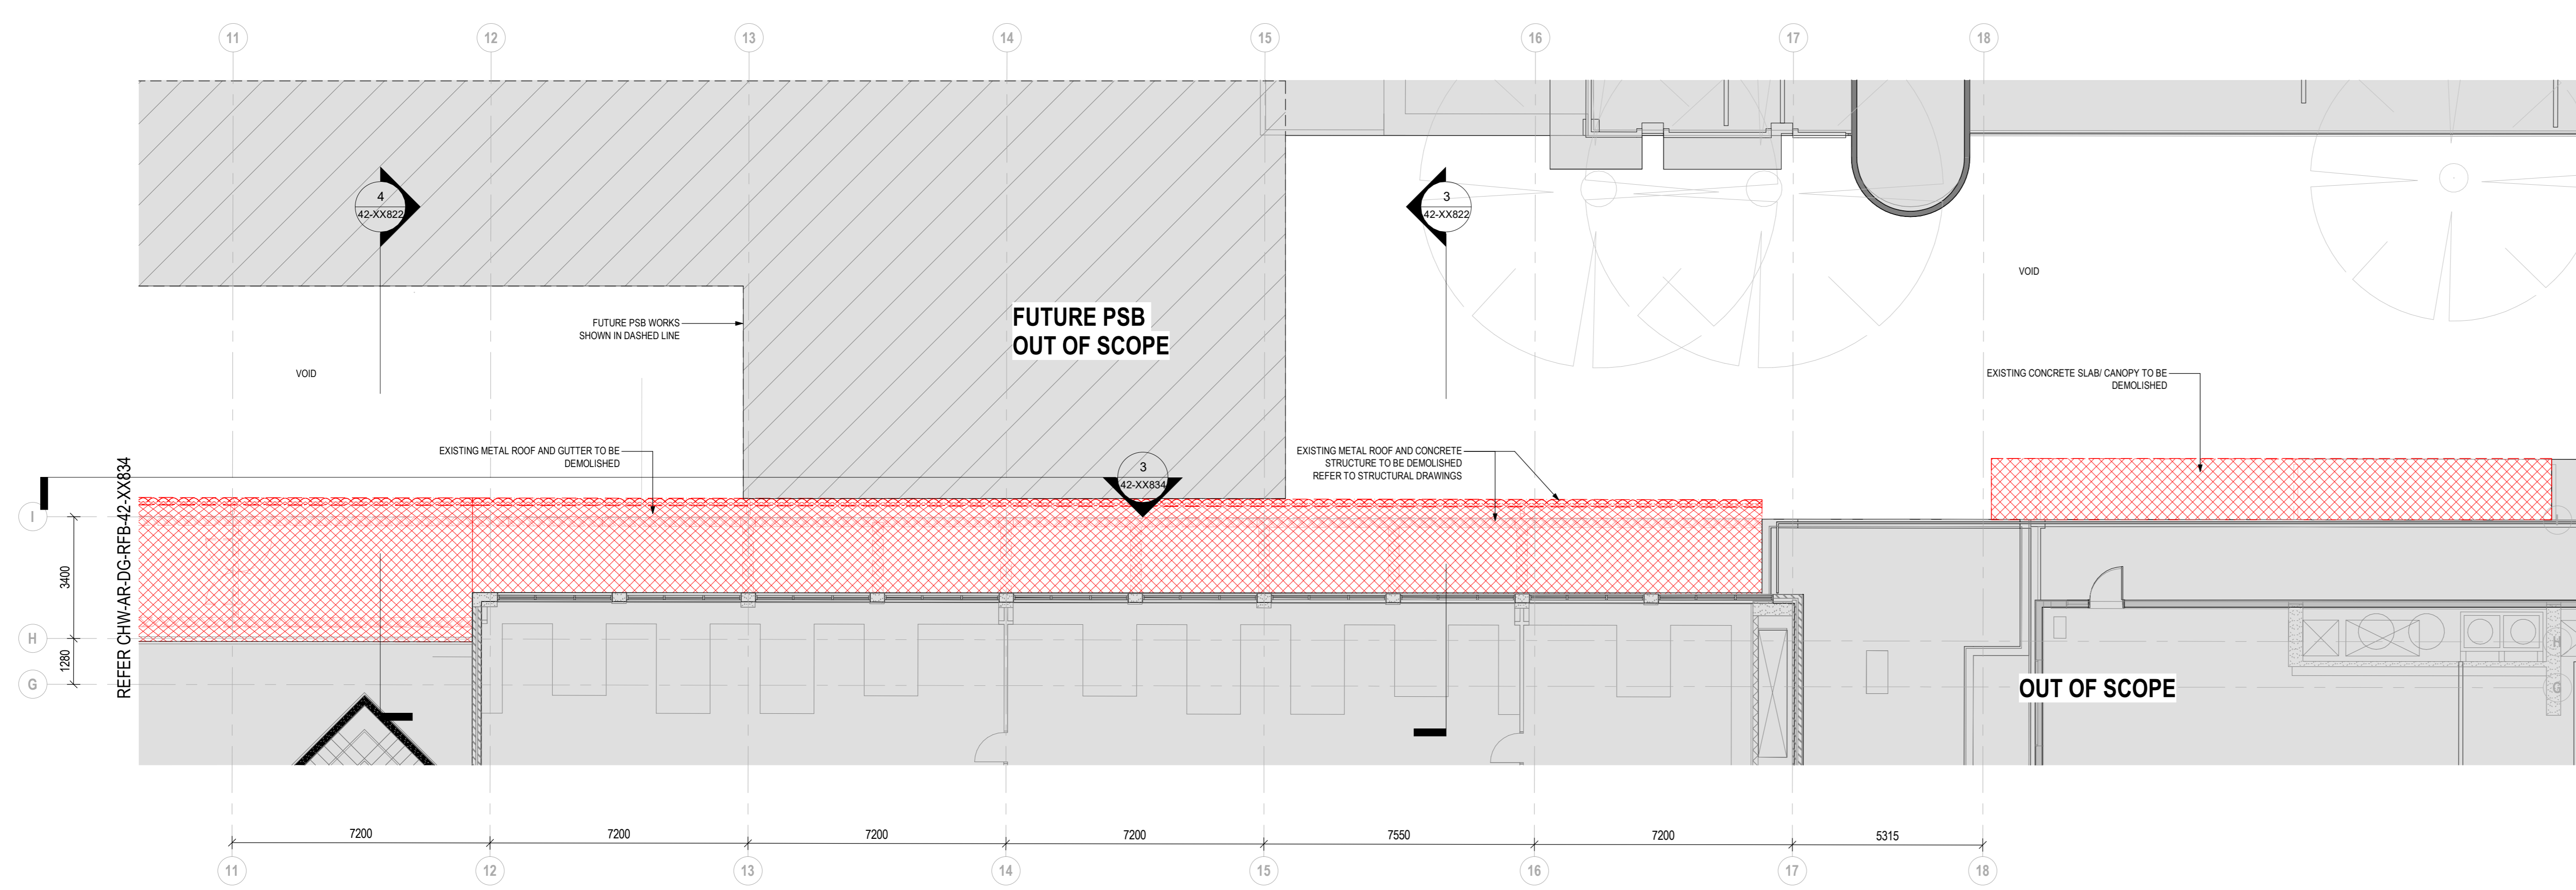 11
12
13
14
15
16
17
18
4
42-XX822
3
42-XX822
VOID
FUTURE PSB
OUT OF SCOPE
FUTURE PSB WORKS
SHOWN IN DASHED LINE
VOID
EXISTING CONCRETE SLAB/ CANOPY TO BE
DEMOLISHED
EXISTING METAL ROOF AND GUTTER TO BE
DEMOLISHED
EXISTING METAL ROOF AND CONCRETE
STRUCTURE TO BE DEMOLISHED
REFER TO STRUCTURAL DRAWINGS
3
42-XX834
REFER CHW-AR-DG-RFB-42-XX834
I
3400
H
1280
G
H
G
OUT OF SCOPE
7200
7200
7200
7200
7550
7200
5315
11
12
13
14
15
16
17
18